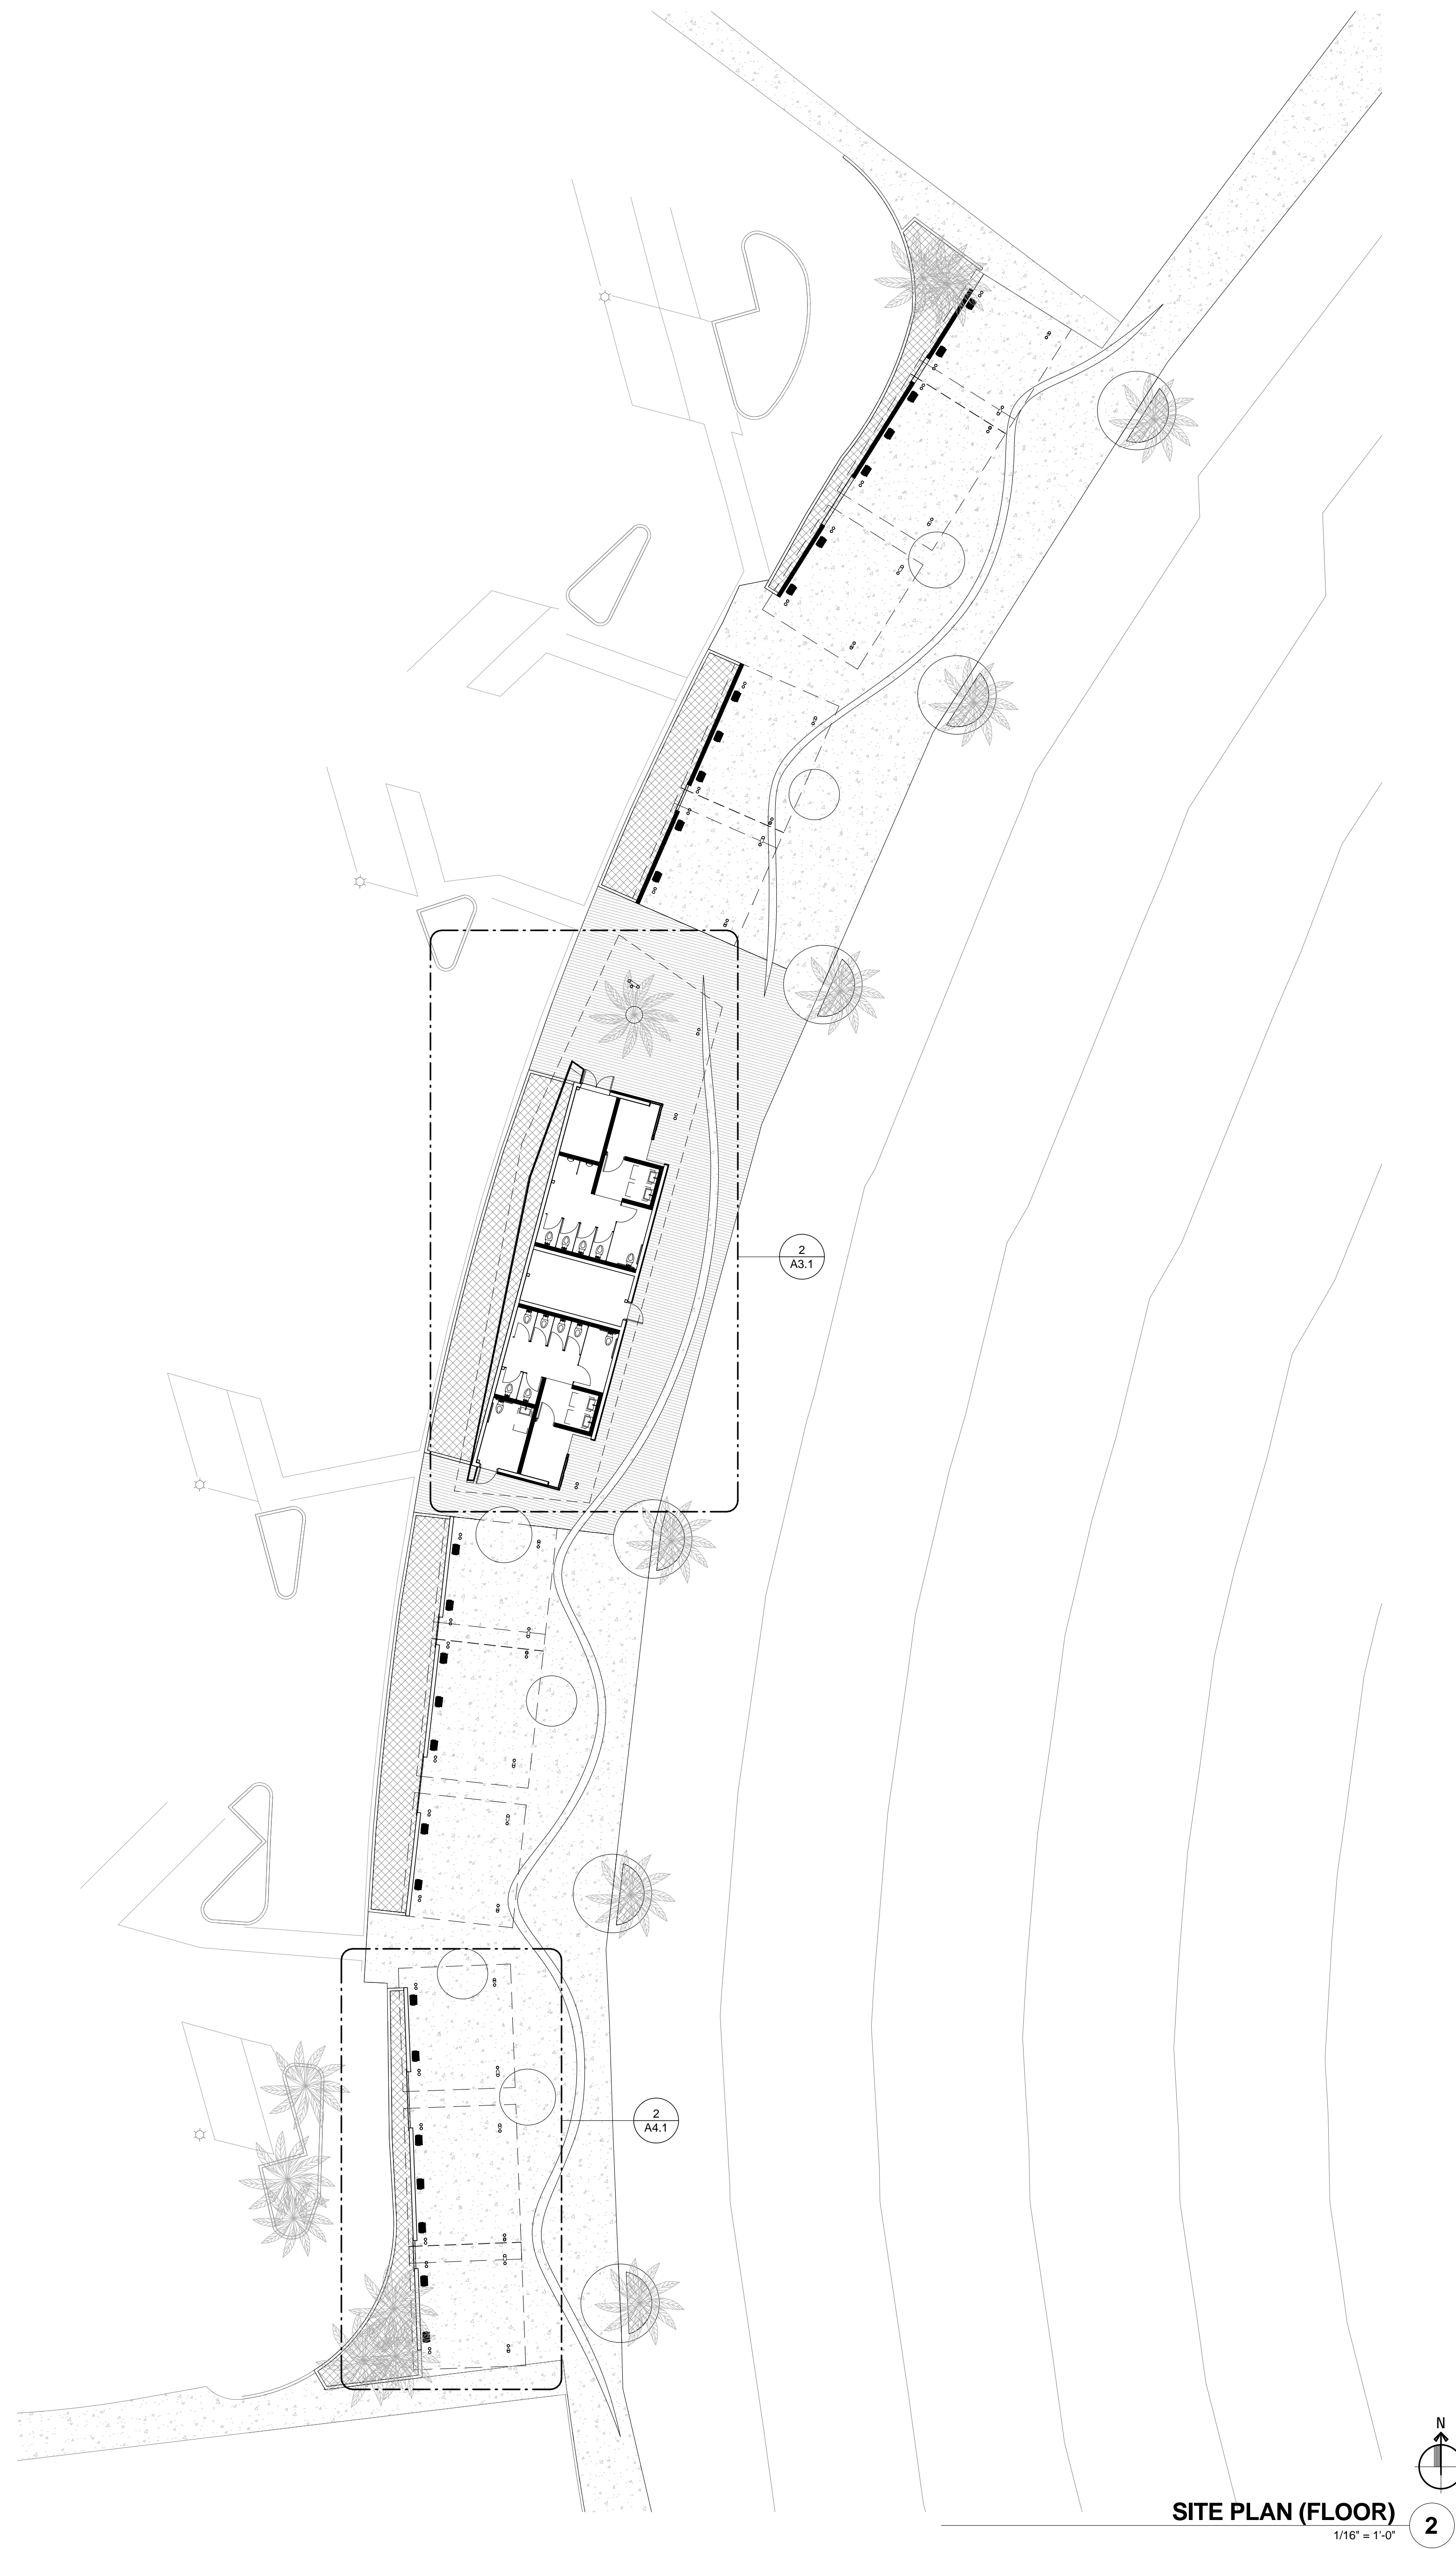 2
A3.1
2
A4.1
N
SITE PLAN (FLOOR)
1/16" = 1'-0"
2